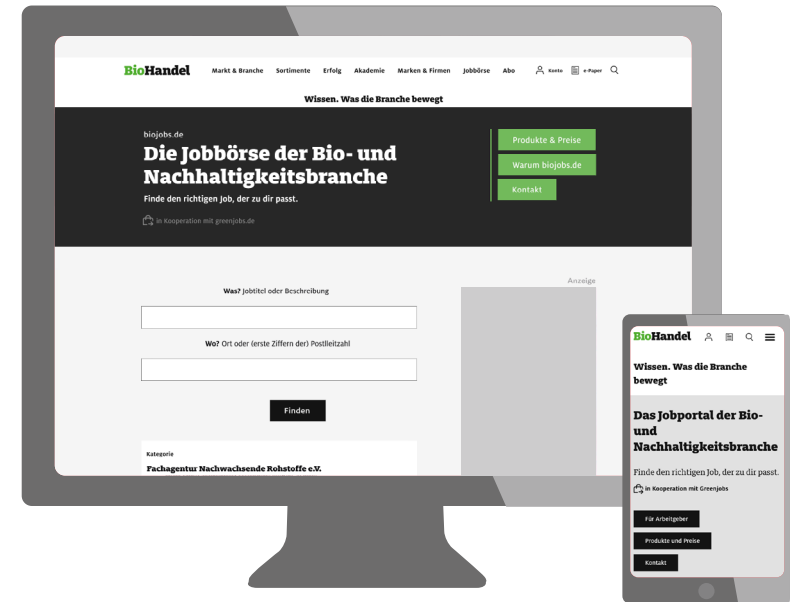 BioHandel Markt & Branche Sortimente Erfolg Akademie Marken & Firmen Jobbörse Abo Konto e-Paper
Wissen. Was die Branche bewegt
biojobs.de
Die Jobbörse der Bio- und
Nachhaltigkeitsbranche
Finde den richtigen Job, der zu dir passt.
in Kooperation mit greenjobs.de
Produkte & Preise
Warum biojobs.de
Kontakt
Anzeige
Was? Jobtitel oder Beschreibung
Wo? Ort oder (erste Ziffern der) Postlleitzahl
Finden
Kategorie
Fachagentur Nachwachsende Rohstoffe e.V.
BioHandel
Wissen. Was die Branche
bewegt
Das Jobportal der Bio-
und
Nachhaltigkeitsbranche
Finde den richtigen Job, der zu dir passt.
in Kooperation mit Greenjobs
Für Arbeitgeber
Produkte und Preise
Kontakt